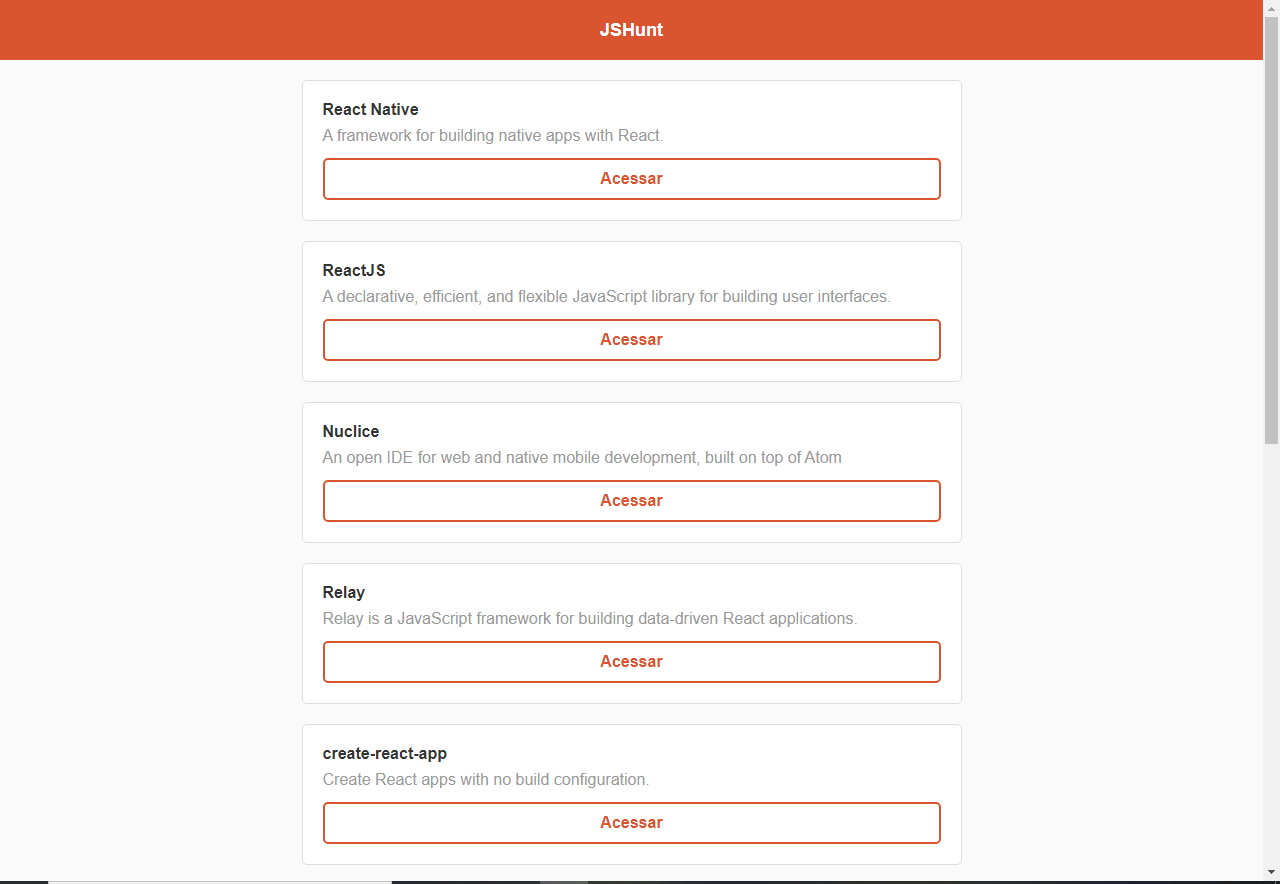 JSHunt
React Native
A framework for building native apps with React.
Acessar
ReactJS
A declarative, efficient, and flexible JavaScript library for building user interfaces.
Acessar
Nuclice
An open IDE for web and native mobile development, built on top of Atom
Acessar
Relay
Relay is a JavaScript framework for building data-driven React applications.
Acessar
create-react-app
Create React apps with no build configuration.
Acessar